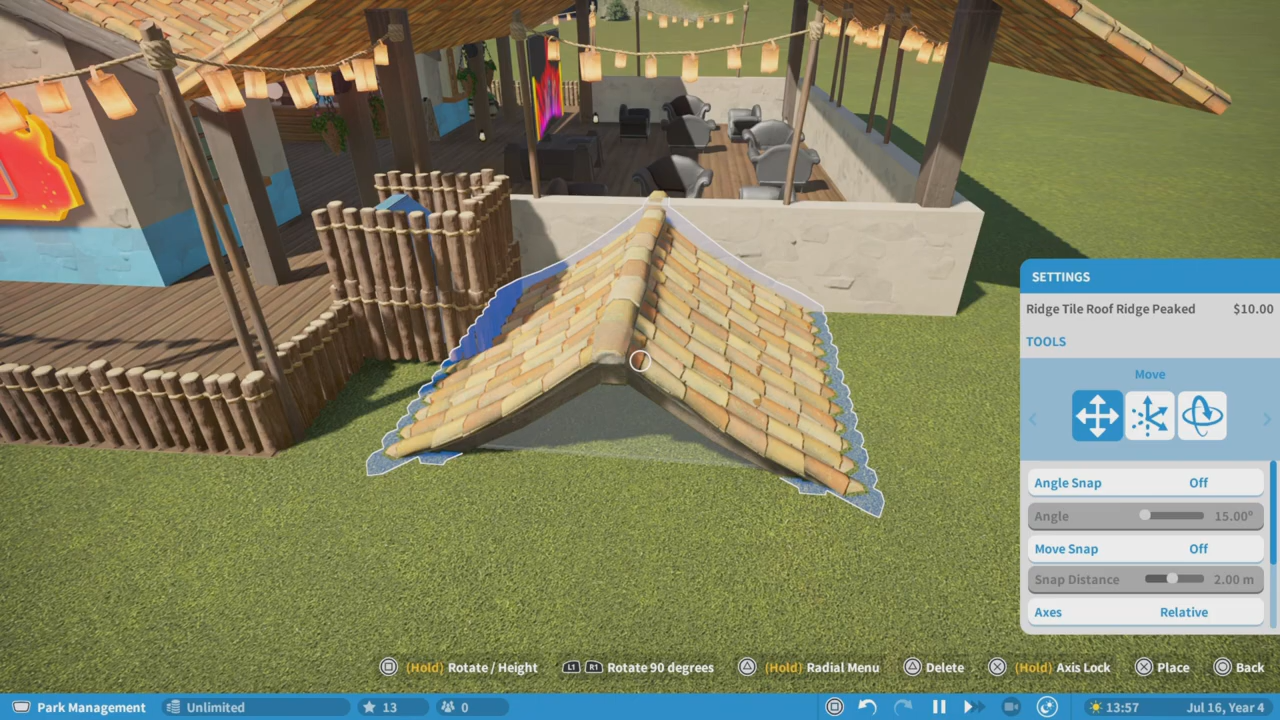 SETTINGS
Ridge Tile Roof Ridge Peaked $10.00
TOOLS
Move
Angle Snap Off
Angle 15.00°
Move Snap Off
Snap Distance 2.00 m
Axes Relative
(Hold) Rotate / Height L1 R1 Rotate 90 degrees (Hold) Radial Menu Delete (Hold) Axis Lock Place Back
Park Management Unlimited 13 0 13:57 Jul 16, Year 4